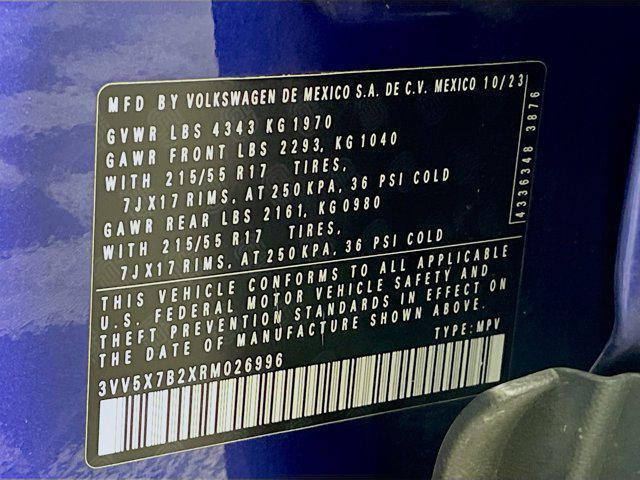 MFD BY VOLKSWAGEN DE MEXICO S.A. DE C.V. MEXICO 10/23
GVWR LBS 4343 KG 1970
GAWR FRONT LBS 2293, KG 1040
WITH 215/55 R17 TIRES,
7JX17 RIMS, AT 250 KPA, 36 PSI COLD
GAWR REAR LBS 2161, KG 0980
WITH 215/55 R17 TIRES,
7JX17 RIMS, AT 250 KPA, 36 PSI COLD
4336348 3876
THIS VEHICLE CONFORMS TO ALL APPLICABLE
U.S. FEDERAL MOTOR VEHICLE SAFETY AND
THEFT PREVENTION STANDARDS IN EFFECT ON
THE DATE OF MANUFACTURE SHOWN ABOVE.
TYPE: MPV
3VV5X7B2XRM026996